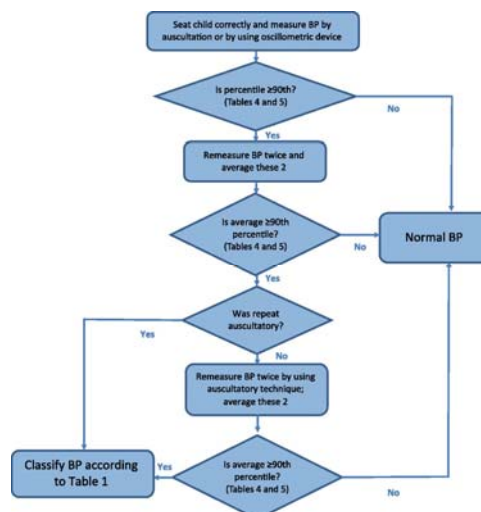 Seat child correctly and measure BP by
auscultation or by using oscillometric device
Is percentile ≥90th?
(Tables 4 and 5)
No
Yes
Remeasure BP twice and
average these 2
Is average ≥90th
percentile?
(Tables 4 and 5)
No
Normal BP
Yes
Was repeat
auscultatory?
Yes
No
Remeasure BP twice by using
auscultatory technique;
average these 2
Classify BP according
to Table 1
Yes
Is average ≥90th
percentile?
(Tables 4 and 5)
No